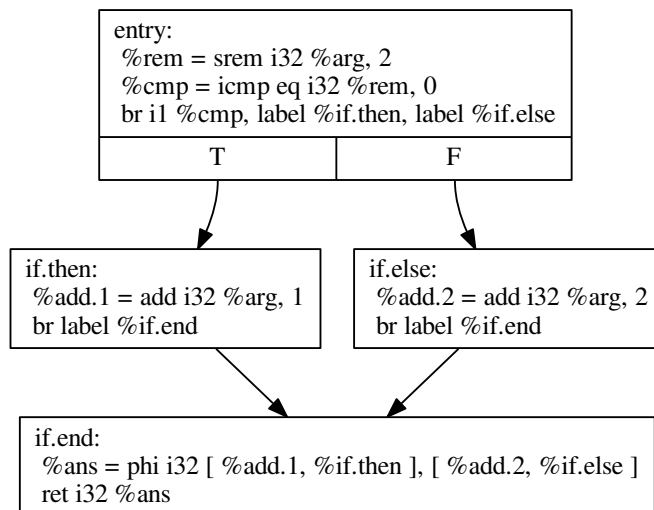 entry:
%rem = srem i32 %arg, 2
%cmp = icmp eq i32 %rem, 0
br i1 %cmp, label %if.then, label %if.else
T
F
if.then:
%add.1 = add i32 %arg, 1
br label %if.end
if.else:
%add.2 = add i32 %arg, 2
br label %if.end
if.end:
%ans = phi i32 [ %add.1, %if.then ], [ %add.2, %if.else ]
ret i32 %ans